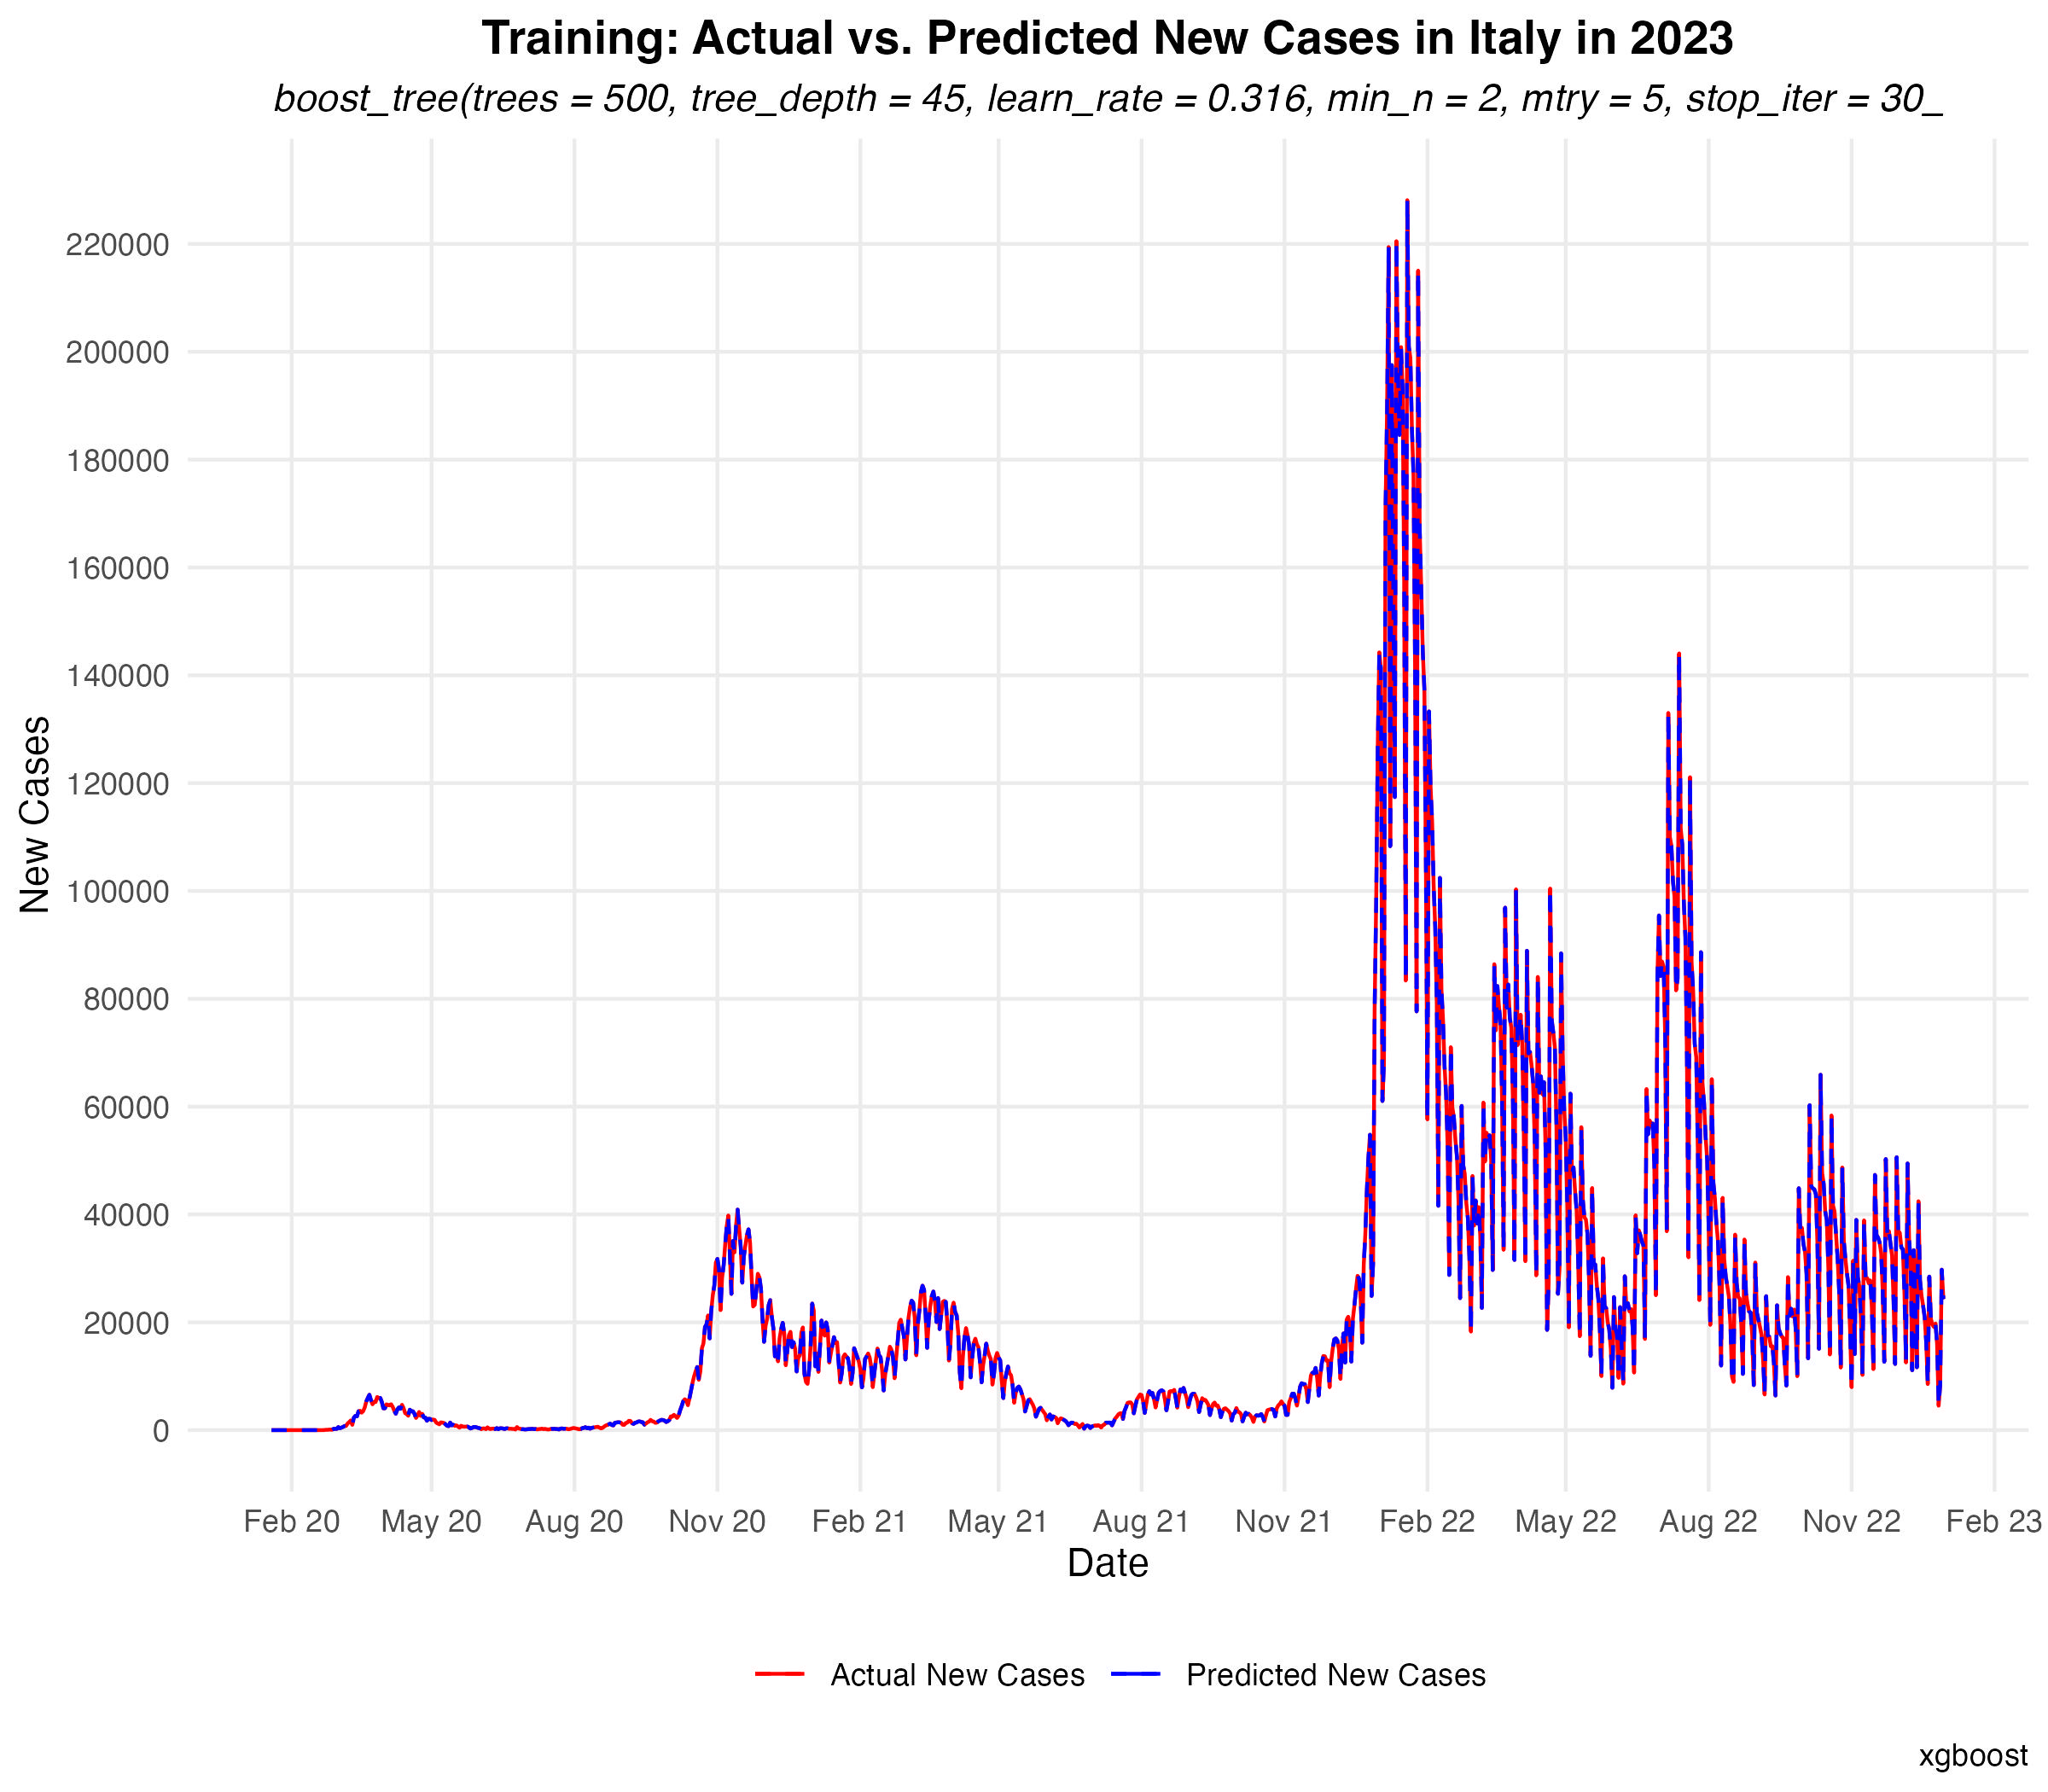 Training: Actual vs. Predicted New Cases in Italy in 2023
boost_tree(trees = 500, tree_depth = 45, learn_rate = 0.316, min_n = 2, mtry = 5, stop_iter = 30_
New Cases
220000
200000
180000
160000
140000
120000
100000
80000
60000
40000
20000
0
Feb 20 May 20 Aug 20 Nov 20 Feb 21 May 21 Aug 21 Nov 21 Feb 22 May 22 Aug 22 Nov 22 Feb 23
Date
Actual New Cases Predicted New Cases
xgboost